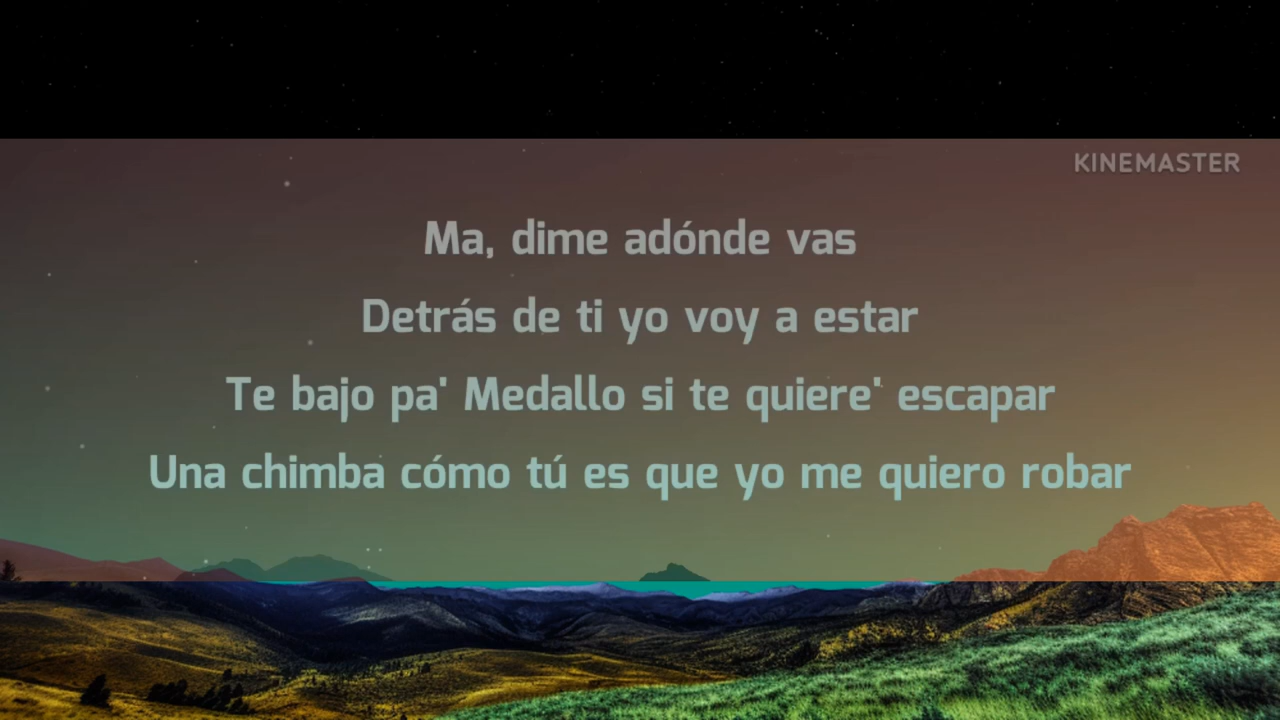 KINEMASTER
Ma, dime adónde vas
Detrás de ti yo voy a estar
Te bajo pa' Medallo si te quiere' escapar
Una chimba cómo tú es que yo me quiero robar